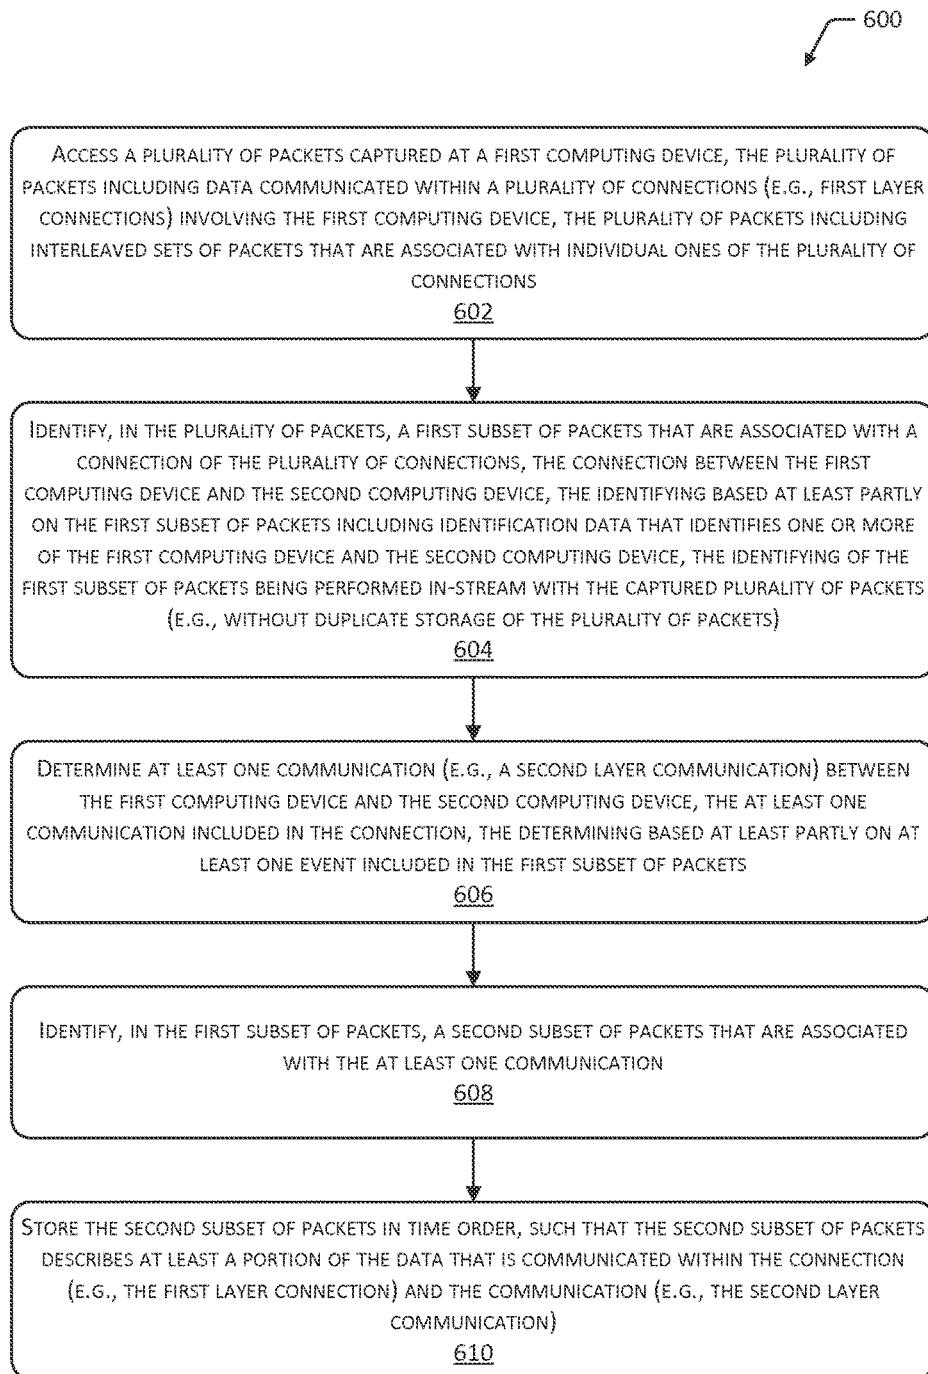 600
ACCESS A PLURALITY OF PACKETS CAPTURED AT A FIRST COMPUTING DEVICE, THE PLURALITY OF
PACKETS INCLUDING DATA COMMUNICATED WITHIN A PLURALITY OF CONNECTIONS (E.G., FIRST LAYER
CONNECTIONS) INVOLVING THE FIRST COMPUTING DEVICE, THE PLURALITY OF PACKETS INCLUDING
INTERLEAVED SETS OF PACKETS THAT ARE ASSOCIATED WITH INDIVIDUAL ONES OF THE PLURALITY OF
CONNECTIONS
602
IDENTIFY, IN THE PLURALITY OF PACKETS, A FIRST SUBSET OF PACKETS THAT ARE ASSOCIATED WITH A
CONNECTION OF THE PLURALITY OF CONNECTIONS, THE CONNECTION BETWEEN THE FIRST
COMPUTING DEVICE AND THE SECOND COMPUTING DEVICE, THE IDENTIFYING BASED AT LEAST PARTLY
ON THE FIRST SUBSET OF PACKETS INCLUDING IDENTIFICATION DATA THAT IDENTIFIES ONE OR MORE
OF THE FIRST COMPUTING DEVICE AND THE SECOND COMPUTING DEVICE, THE IDENTIFYING OF THE
FIRST SUBSET OF PACKETS BEING PERFORMED IN-STREAM WITH THE CAPTURED PLURALITY OF PACKETS
(E.G., WITHOUT DUPLICATE STORAGE OF THE PLURALITY OF PACKETS)
604
DETERMINE AT LEAST ONE COMMUNICATION (E.G., A SECOND LAYER COMMUNICATION) BETWEEN
THE FIRST COMPUTING DEVICE AND THE SECOND COMPUTING DEVICE, THE AT LEAST ONE
COMMUNICATION INCLUDED IN THE CONNECTION, THE DETERMINING BASED AT LEAST PARTLY ON AT
LEAST ONE EVENT INCLUDED IN THE FIRST SUBSET OF PACKETS
606
IDENTIFY, IN THE FIRST SUBSET OF PACKETS, A SECOND SUBSET OF PACKETS THAT ARE ASSOCIATED
WITH THE AT LEAST ONE COMMUNICATION
608
STORE THE SECOND SUBSET OF PACKETS IN TIME ORDER, SUCH THAT THE SECOND SUBSET OF PACKETS
DESCRIBES AT LEAST A PORTION OF THE DATA THAT IS COMMUNICATED WITHIN THE CONNECTION
(E.G., THE FIRST LAYER CONNECTION) AND THE COMMUNICATION (E.G., THE SECOND LAYER
COMMUNICATION)
610